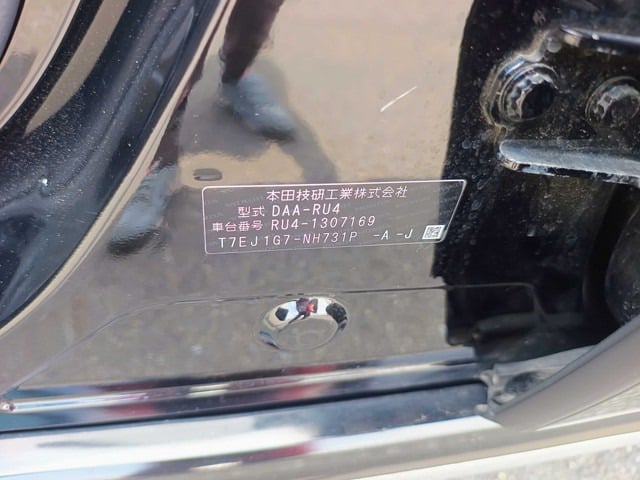 本田技研工業株式会社
型式 DAA-RU4
車台番号 RU4-1307169
T7EJ1G7-NH731P -A -J